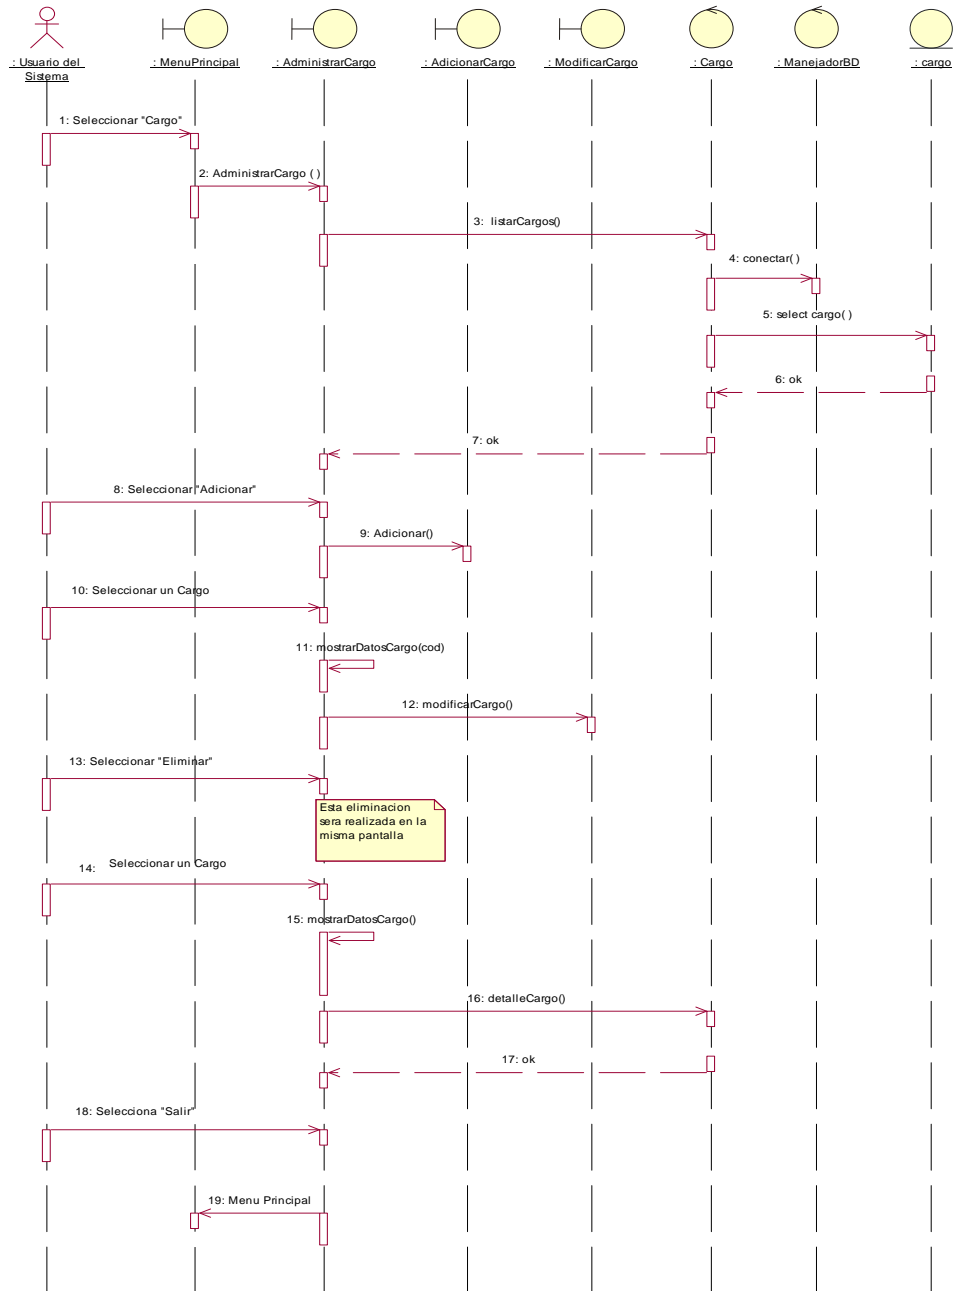 : Usuario del
Sistema
: MenuPrincipal
: AdministrarCargo
: AdicionarCargo
: ModificarCargo
: Cargo
: ManejadorBD
: cargo
1: Seleccionar "Cargo"
2: AdministrarCargo ( )
3: listarCargos()
4: conectar( )
5: select cargo( )
6: ok
7: ok
8: Seleccionar "Adicionar"
9: Adicionar()
10: Seleccionar un Cargo
11: mostrarDatosCargo(cod)
12: modificarCargo()
13: Seleccionar "Eliminar"
Esta eliminacion
sera realizada en la
misma pantalla
14: Seleccionar un Cargo
15: mostrarDatosCargo()
16: detalleCargo()
17: ok
18: Selecciona "Salir"
19: Menu Principal